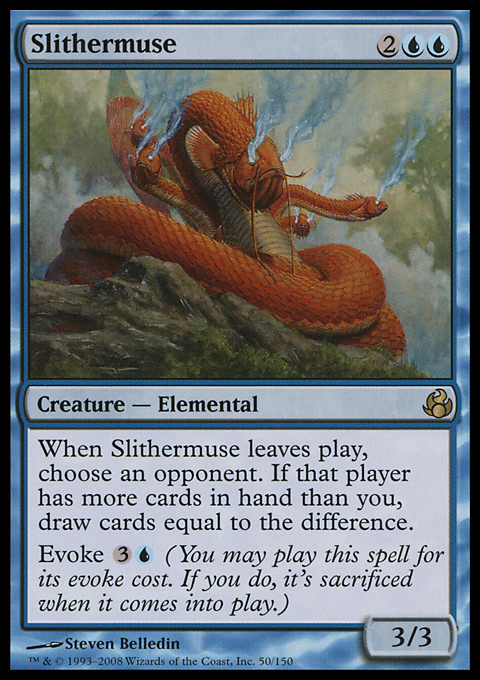 Slithermuse 2
Creature — Elemental
When Slithermuse leaves play,
choose an opponent. If that player
has more cards in hand than you,
draw cards equal to the difference.
Evoke 3 (You may play this spell for
its evoke cost. If you do, it's sacrificed
when it comes into play.)
Steven Belledin
3/3
™ & © 1993–2008 Wizards of the Coast, Inc. 50/150